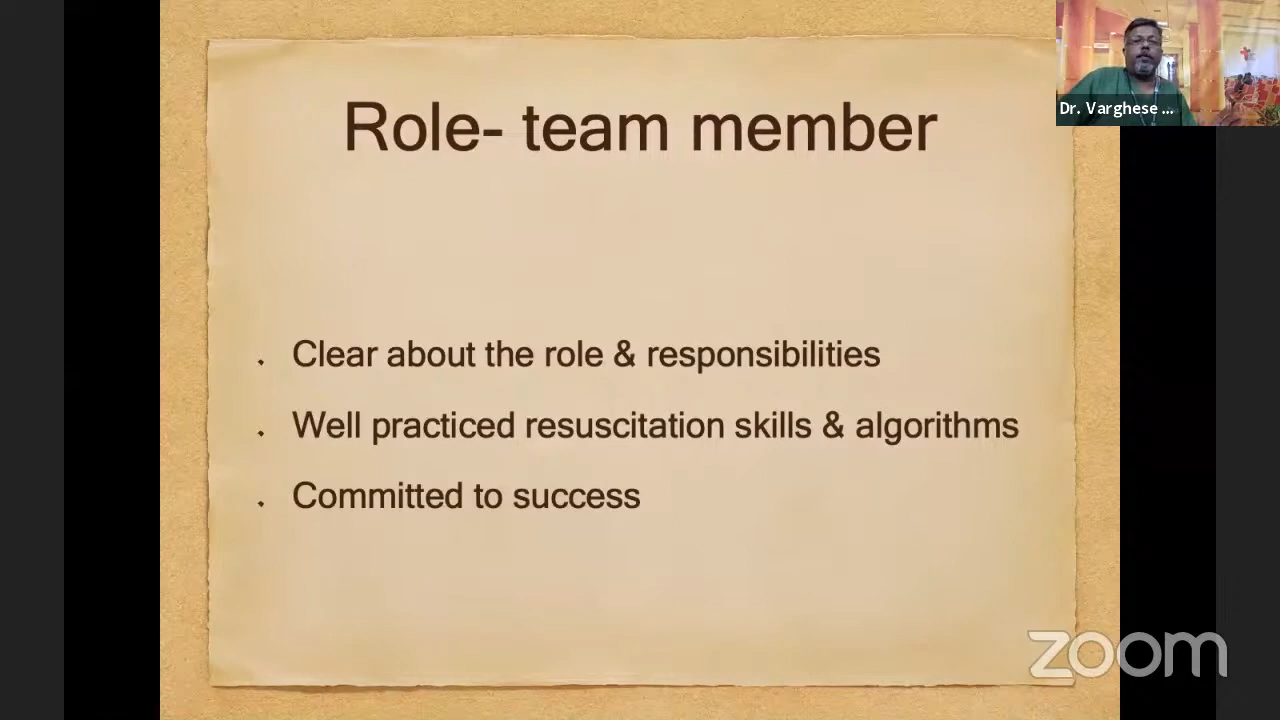 Role- team member
Dr. Varghese ...
Clear about the role & responsibilities
Well practiced resuscitation skills & algorithms
Committed to success
zoom